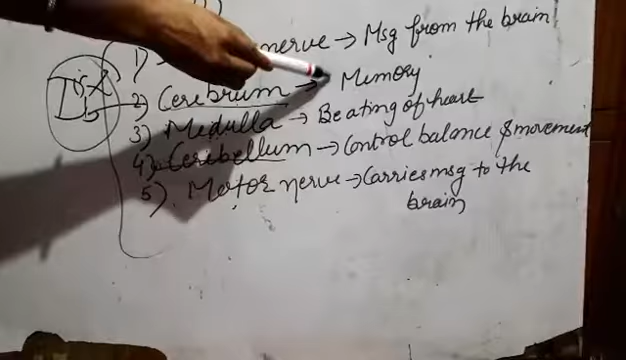 1) nerve → Msg from the brain
2) Cerebrum → Memory
3) Medulla → Beating of heart
4) Ceribellum → Control balance & movement
5) Motor nerve → Carries msg to the
brain